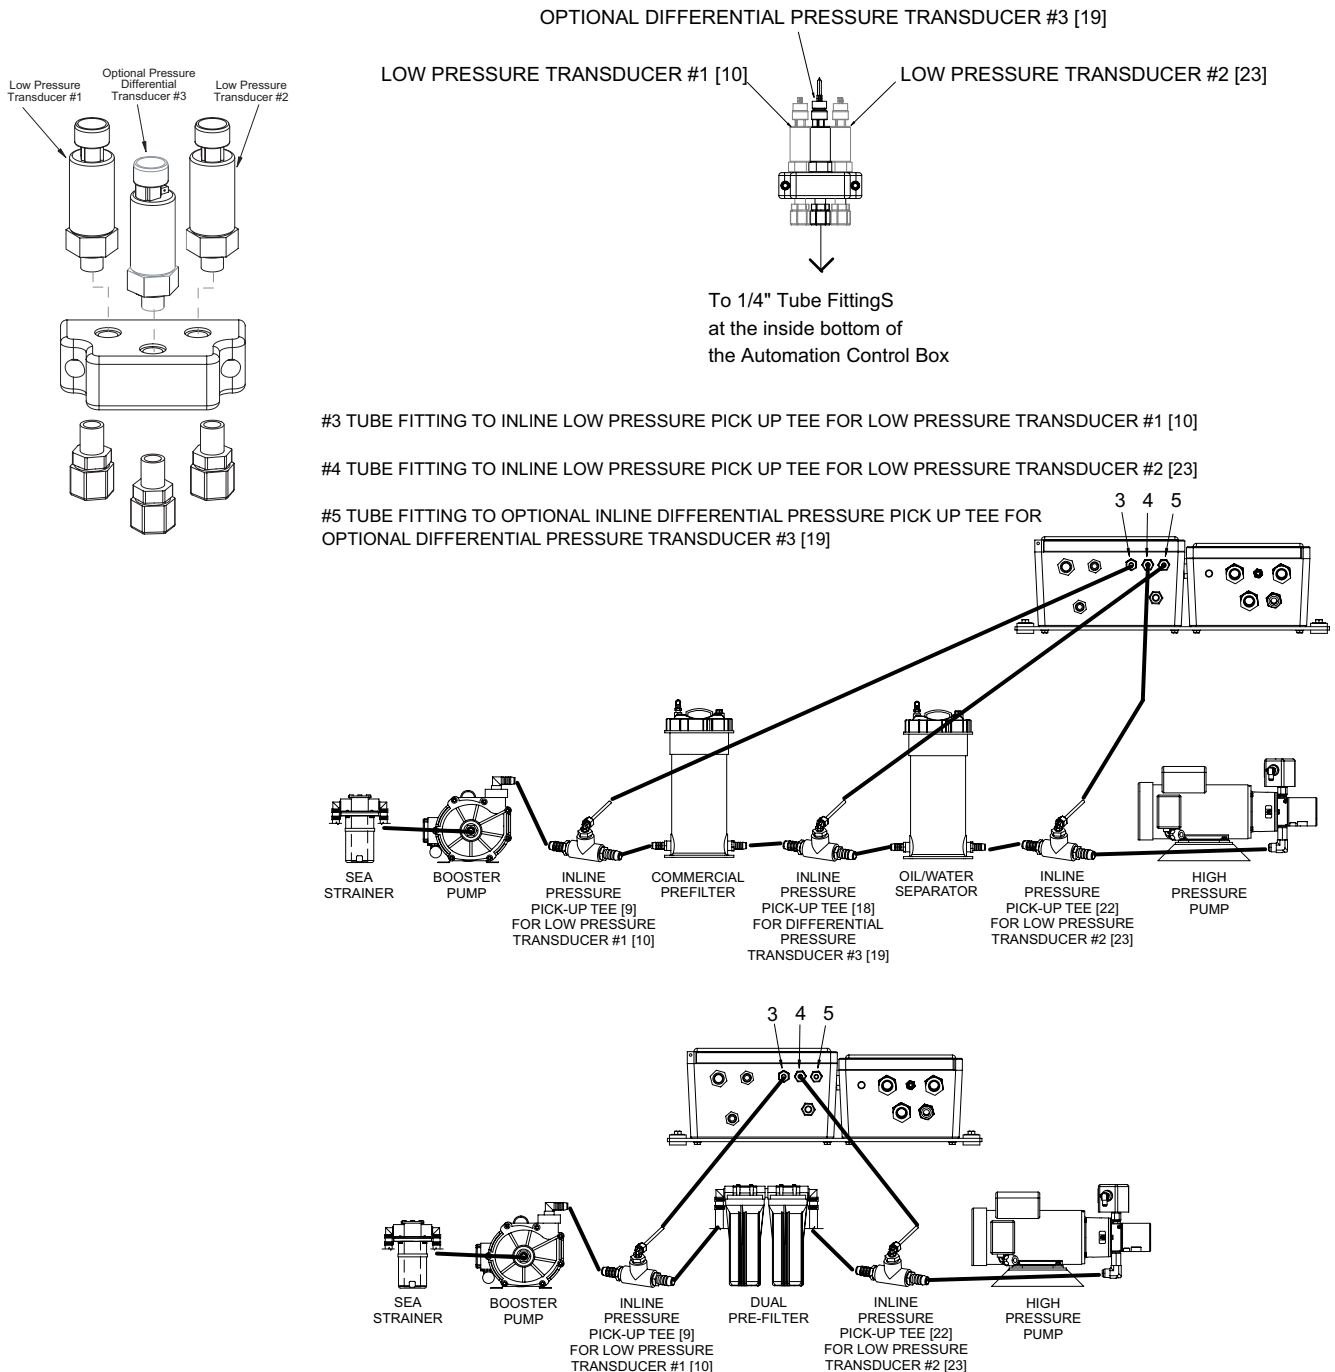 OPTIONAL DIFFERENTIAL PRESSURE TRANSDUCER #3 [19]
LOW PRESSURE TRANSDUCER #1 [10]
LOW PRESSURE TRANSDUCER #2 [23]
Low Pressure
Transducer #1
Optional Pressure
Differential
Transducer #3
Low Pressure
Transducer #2
To 1/4" Tube FittingS
at the inside bottom of
the Automation Control Box
#3 TUBE FITTING TO INLINE LOW PRESSURE PICK UP TEE FOR LOW PRESSURE TRANSDUCER #1 [10]
#4 TUBE FITTING TO INLINE LOW PRESSURE PICK UP TEE FOR LOW PRESSURE TRANSDUCER #2 [23]
#5 TUBE FITTING TO OPTIONAL INLINE DIFFERENTIAL PRESSURE PICK UP TEE FOR
OPTIONAL DIFFERENTIAL PRESSURE TRANSDUCER #3 [19]
3 4 5
SEA
STRAINER
BOOSTER
PUMP
INLINE
PRESSURE
PICK-UP TEE [9]
FOR LOW PRESSURE
TRANSDUCER #1 [10]
COMMERCIAL
PREFILTER
INLINE
PRESSURE
PICK-UP TEE [18]
FOR DIFFERENTIAL
PRESSURE
TRANSDUCER #3 [19]
OIL/WATER
SEPARATOR
INLINE
PRESSURE
PICK-UP TEE [22]
FOR LOW PRESSURE
TRANSDUCER #2 [23]
HIGH
PRESSURE
PUMP
3 4 5
SEA
STRAINER
BOOSTER
PUMP
INLINE
PRESSURE
PICK-UP TEE [9]
FOR LOW PRESSURE
TRANSDUCER #1 [10]
DUAL
PRE-FILTER
INLINE
PRESSURE
PICK-UP TEE [22]
FOR LOW PRESSURE
TRANSDUCER #2 [23]
HIGH
PRESSURE
PUMP